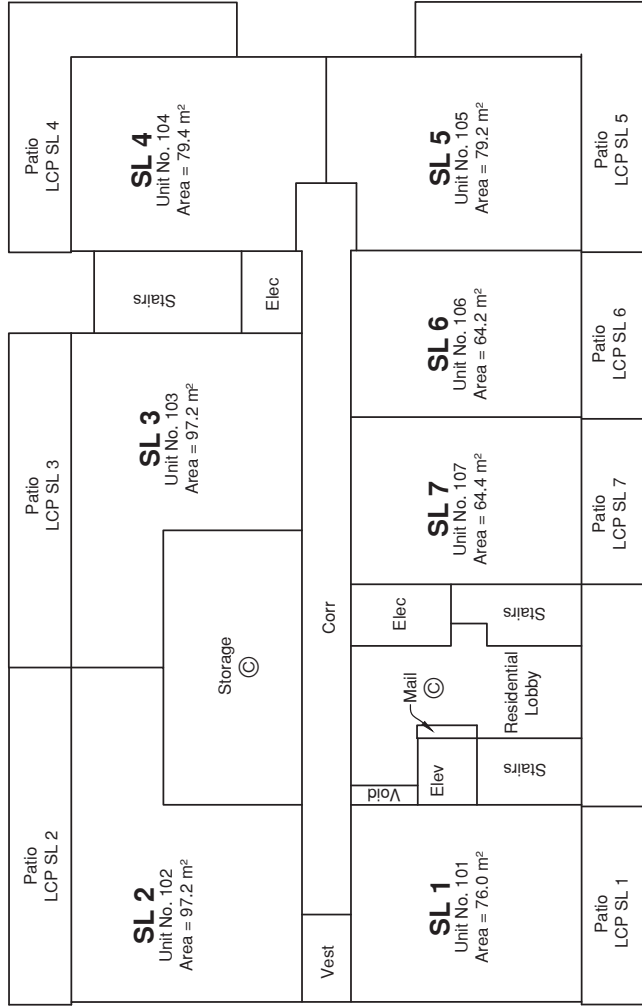 Patio
LCP SL 2
Patio
LCP SL 3
Patio
LCP SL 4
SL 2
Unit No. 102
Area = 97.2 m²
SL 3
Unit No. 103
Area = 97.2 m²
Stairs
Elec
SL 4
Unit No. 104
Area = 79.4 m²
Storage
©
Vest
Corr
SL 1
Unit No. 101
Area = 76.0 m²
Void
Elev
Stairs
Mail
©
Residential
Lobby
Elec
Stairs
SL 7
Unit No. 107
Area = 64.4 m²
SL 6
Unit No. 106
Area = 64.2 m²
SL 5
Unit No. 105
Area = 79.2 m²
Patio
LCP SL 1
Patio
LCP SL 7
Patio
LCP SL 6
Patio
LCP SL 5